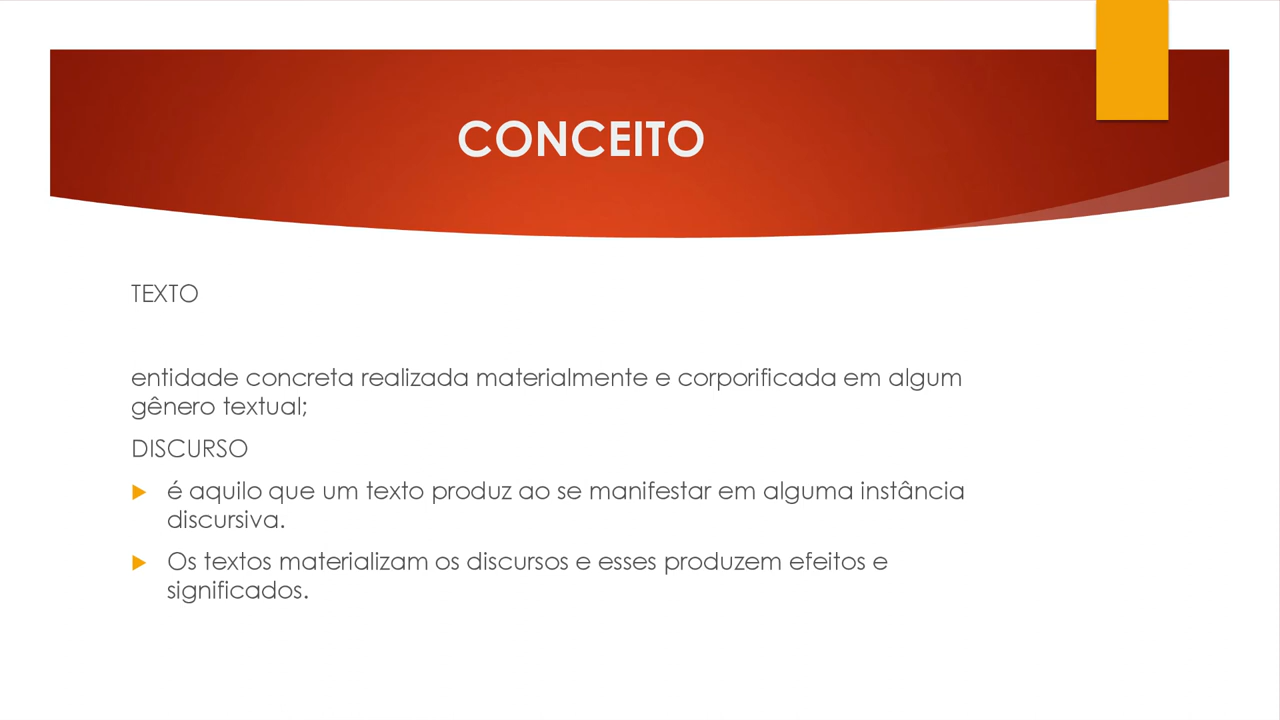 CONCEITO
TEXTO
entidade concreta realizada materialmente e corporificada em algum
gênero textual;
DISCURSO
é aquilo que um texto produz ao se manifestar em alguma instância
discursiva.
Os textos materializam os discursos e esses produzem efeitos e
significados.